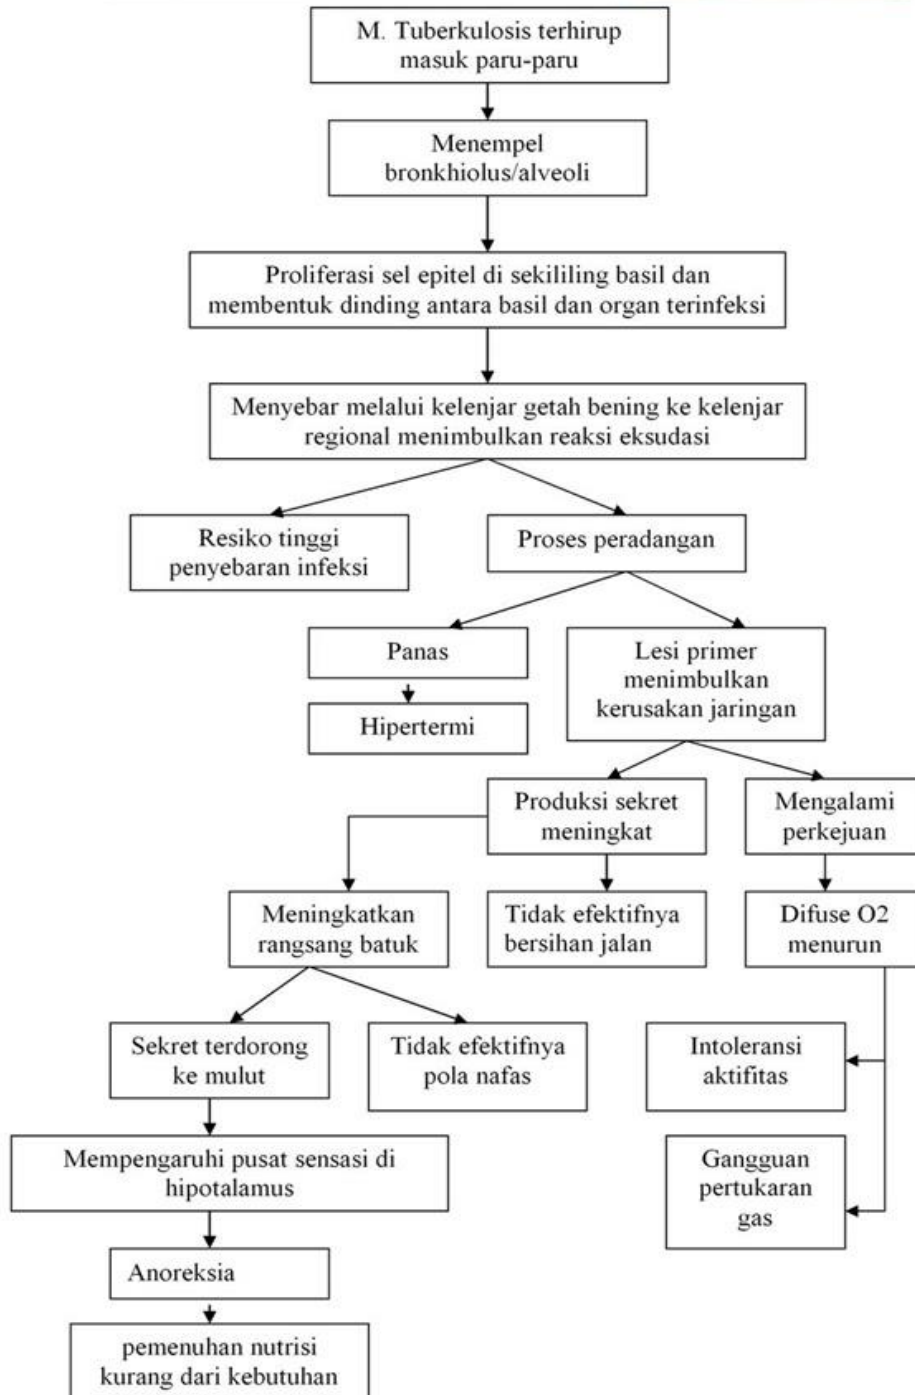 M. Tuberkulosis terhirup
masuk paru-paru
Menempel
bronkhiolus/alveoli
Proliferasi sel epitel di sekililing basil dan
membentuk dinding antara basil dan organ terinfeksi
Menyebar melalui kelenjar getah bening ke kelenjar
regional menimbulkan reaksi eksudasi
Resiko tinggi
penyebaran infeksi
Proses peradangan
Panas
Hipertermi
Lesi primer
menimbulkan
kerusakan jaringan
Produksi sekret
meningkat
Mengalami
perkejuan
Meningkatkan
rangsang batuk
Tidak efektifnya
bersihan jalan
Difuse O2
menurun
Sekret terdorong
ke mulut
Tidak efektifnya
pola nafas
Intoleransi
aktifitas
Mempengaruhi pusat sensasi di
hipotalamus
Gangguan
pertukaran
gas
Anoreksia
pemenuhan nutrisi
kurang dari kebutuhan